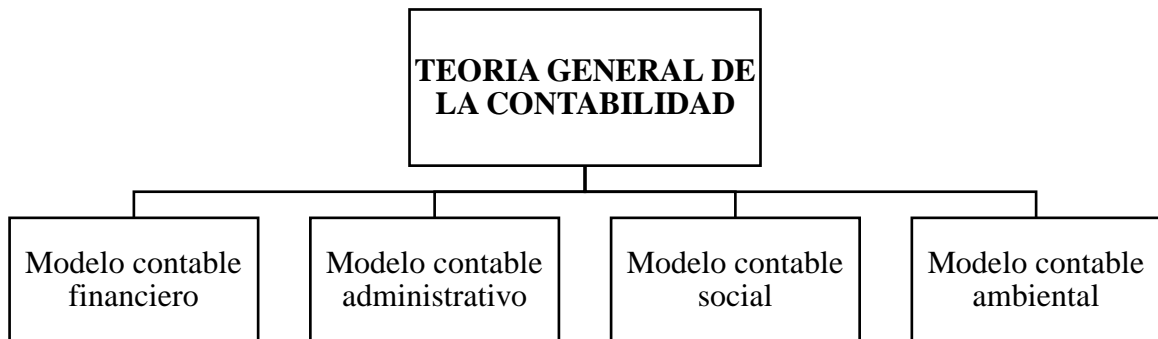 TEORIA GENERAL DE
LA CONTABILIDAD
Modelo contable
financiero
Modelo contable
administrativo
Modelo contable
social
Modelo contable
ambiental